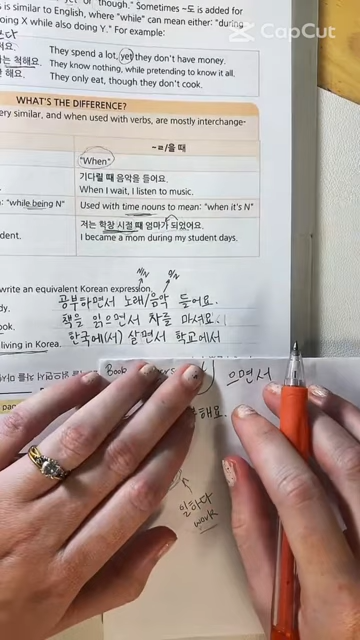 CapCut
yet or though." Sometimes ~도 is added for
is similar to English, where "while" can mean either: "during
g X while also doing Y." For example:
They spend a lot, yet they don't have money.
는 척해요. They know nothing, while pretending to know it all.
해요. They only eat, though they don't cook.
WHAT'S THE DIFFERENCE?
ery similar, and when used with verbs, are mostly interchange-
~ㄹ/을 때
"When"
기다릴 때 음악을 들어요.
When I wait, I listen to music.
: "while being N" Used with time nouns to mean: "when it's N"
저는 학창 시절 때 엄마가 되었어요.
dent. I became a mom during my student days.
write an equivalent Korean expression.
dy. 공부하면서 노래/음악 들어요.
ook. 책을 읽으면서 차를 마셔요.
living in Korea. 한국에(서) 살면서 학교에서
Book
으면서
해요.
일하다
work